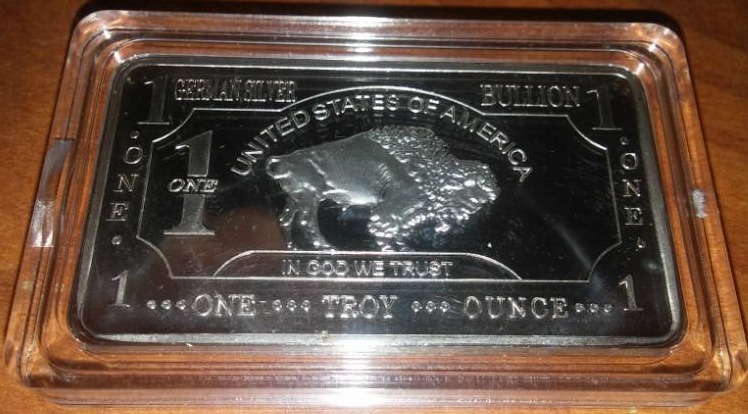 1 GERMAN SILVER BULLION 1
UNITED STATES OF AMERICA
1
ONE
ONE
ONE
IN GOD WE TRUST
1 ONE TROY OUNCE 1